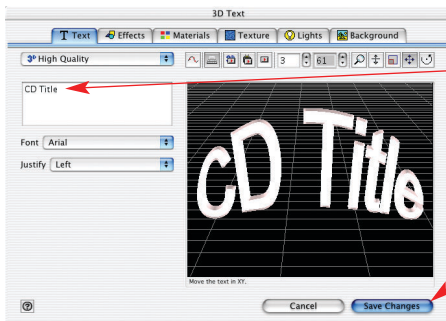 3D Text
T Text Effects Materials Texture Lights Background
3D High Quality 3 61
CD Title
Font Arial
Justify Left
CD Title
Move the text in XY.
? Cancel Save Changes